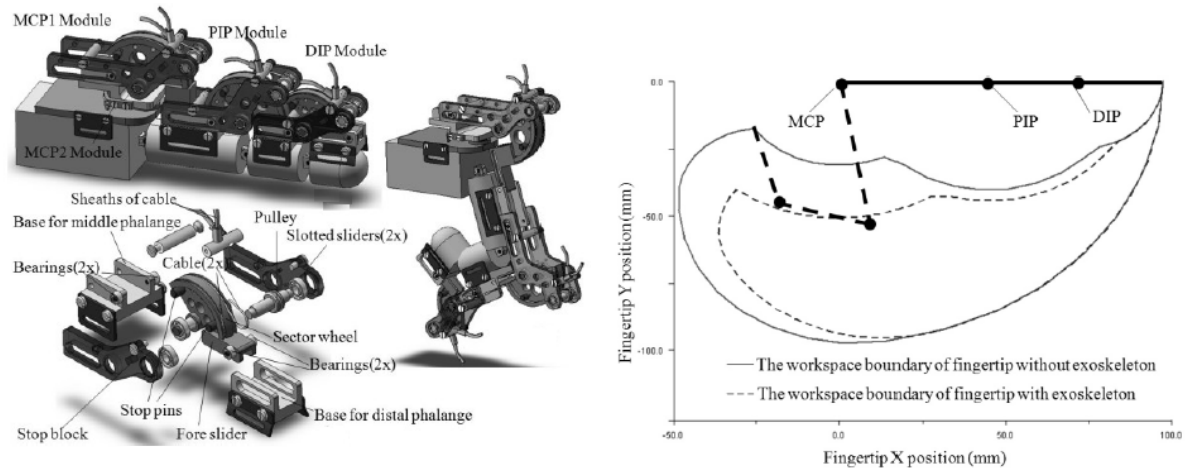 MCP1 Module
PIP Module
DIP Module
MCP2 Module
Sheaths of cable
Base for middle phalange
Pulley
Slotted sliders(2x)
Bearings(2x)
Cable(2x)
Sector wheel
Bearings(2x)
Stop pins
Base for distal phalange
Stop block
Fore slider
Fingertip Y position (mm)
0.0
-50.0
-100.0
MCP
PIP
DIP
The workspace boundary of fingertip without exoskeleton
The workspace boundary of fingertip with exoskeleton
-50.0
0.0
50.0
100.0
Fingertip X position (mm)